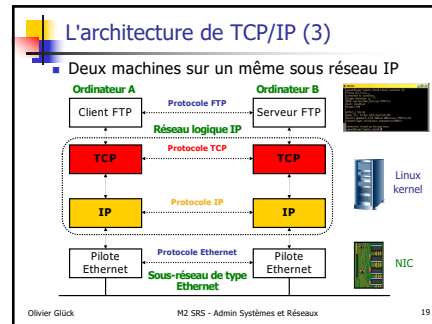 L'architecture de TCP/IP (3)
Deux machines sur un même sous réseau IP
Ordinateur A
Ordinateur B
Client FTP
Protocole FTP
Serveur FTP
Réseau logique IP
TCP
Protocole TCP
TCP
Linux
kernel
IP
Protocole IP
IP
Pilote
Ethernet
Protocole Ethernet
Pilote
Ethernet
Sous-réseau de type
Ethernet
NIC
Olivier Glück
M2 SRS - Admin Systèmes et Réseaux
19